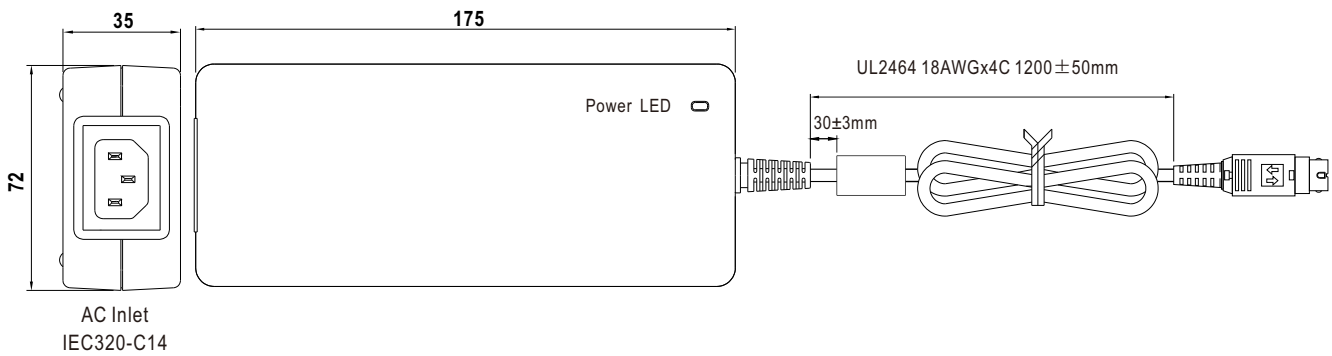 35
175
UL2464 18AWGx4C 1200±50mm
Power LED
30±3mm
72
AC Inlet
IEC320-C14